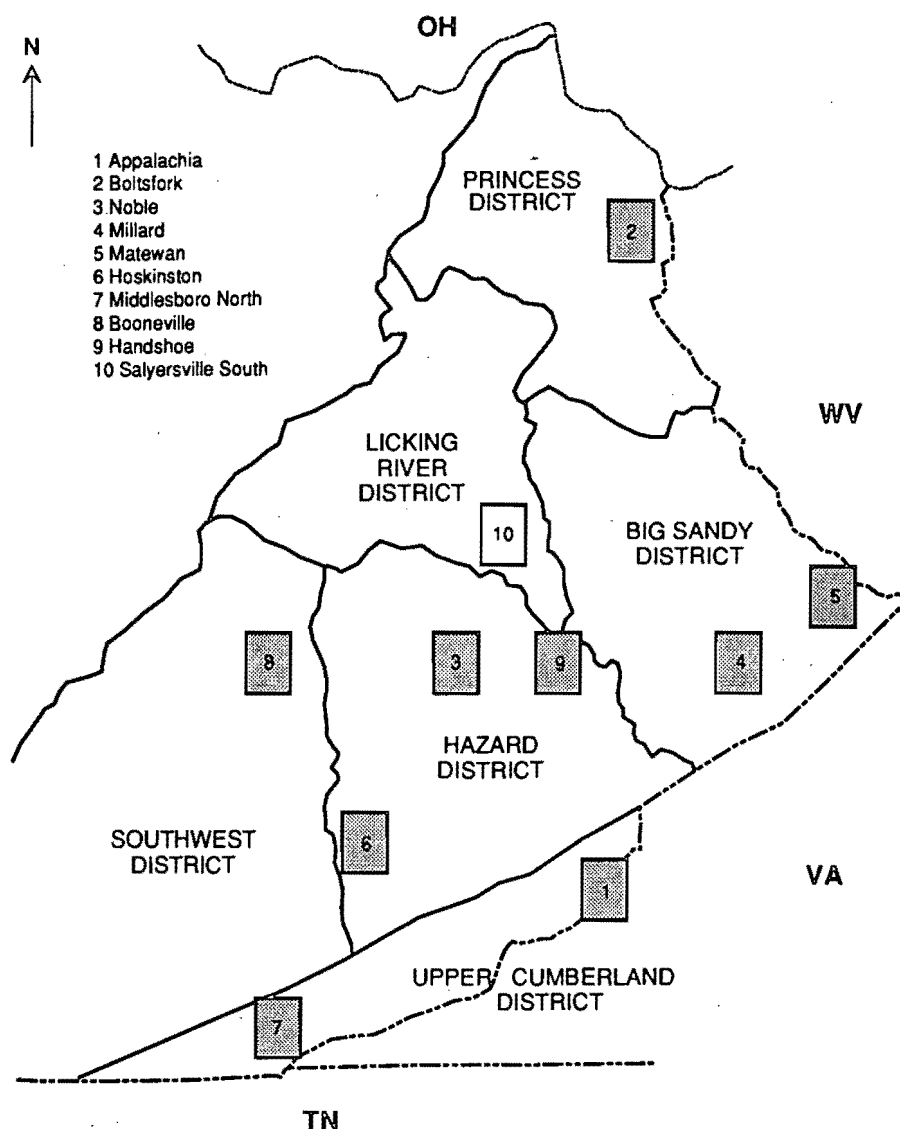 OH
N
1 Appalachia
2 Boltsfork
3 Noble
4 Millard
5 Matewan
6 Hoskinston
7 Middlesboro North
8 Booneville
9 Handshoe
10 Salyersville South
PRINCESS
DISTRICT
2
WV
LICKING
RIVER
DISTRICT
10
BIG SANDY
DISTRICT
5
8
3
9
4
HAZARD
DISTRICT
SOUTHWEST
DISTRICT
6
VA
1
UPPER CUMBERLAND
DISTRICT
7
TN